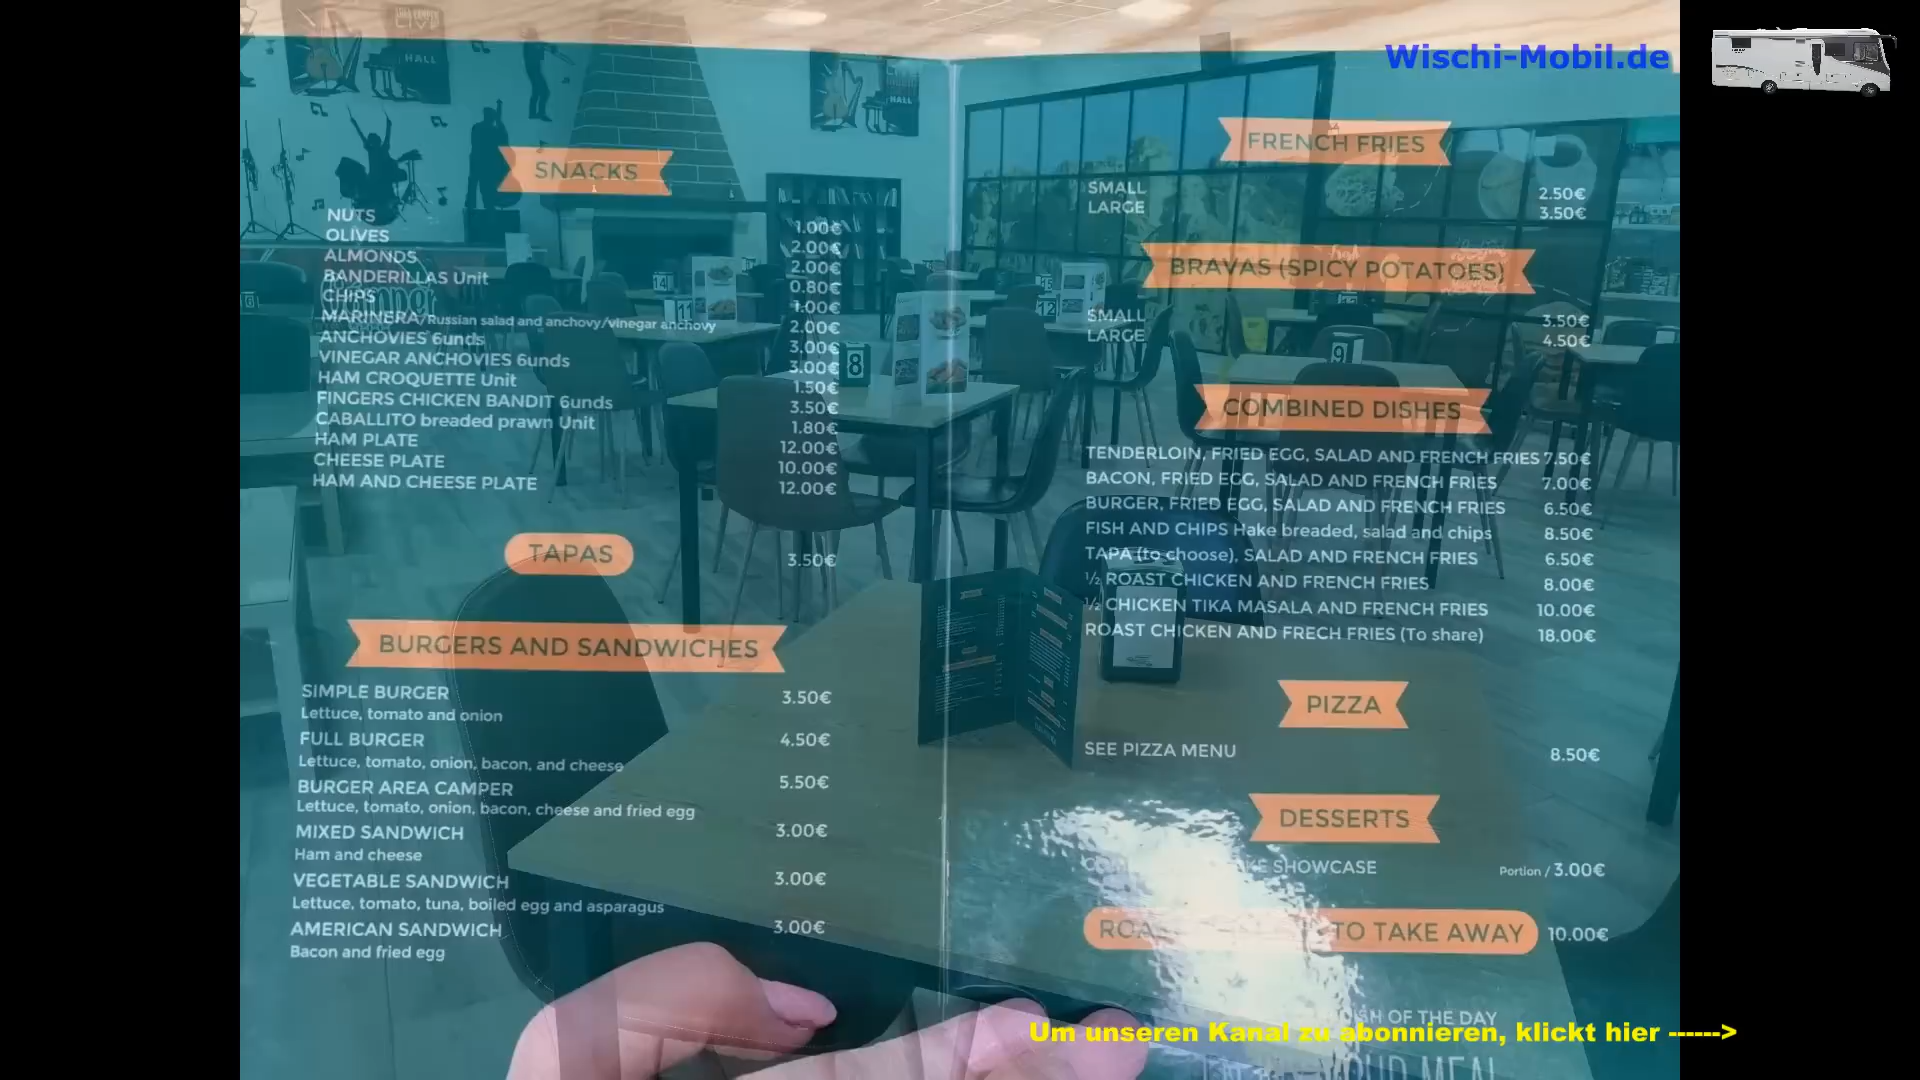 Wischi-Mobil.de
SNACKS
NUTS 1.00€
OLIVES 2.00€
ALMONDS 2.00€
BANDERILLAS Unit 0.80€
CHIPS 1.00€
MARINERA/Russian salad and anchovy/vinegar anchovy 2.00€
ANCHOVIES 6unds 3,00€
VINEGAR ANCHOVIES 6unds 3.00€
HAM CROQUETTE Unit 1.50€
FINGERS CHICKEN BANDIT 6unds 3.50€
CABALLITO breaded prawn Unit 1.80€
HAM PLATE 12.00€
CHEESE PLATE 10.00€
HAM AND CHEESE PLATE 12.00€
TAPAS 3.50€
BURGERS AND SANDWICHES
SIMPLE BURGER 3.50€
Lettuce, tomato and onion
FULL BURGER 4.50€
Lettuce, tomato, onion, bacon, and cheese
BURGER AREA CAMPER 5.50€
Lettuce, tomato, onion, bacon, cheese and fried egg
MIXED SANDWICH 3.00€
Ham and cheese
VEGETABLE SANDWICH 3.00€
Lettuce, tomato, tuna, boiled egg and asparagus
AMERICAN SANDWICH 3.00€
Bacon and fried egg
FRENCH FRIES
SMALL 2.50€
LARGE 3.50€
BRAVAS (SPICY POTATOES)
SMALL 3.50€
LARGE 4.50€
COMBINED DISHES
TENDERLOIN, FRIED EGG, SALAD AND FRENCH FRIES 7.50€
BACON, FRIED EGG, SALAD AND FRENCH FRIES 7.00€
BURGER, FRIED EGG, SALAD AND FRENCH FRIES 6.50€
FISH AND CHIPS Hake breaded, salad and chips 8.50€
TAPA (to choose), SALAD AND FRENCH FRIES 6.50€
½ ROAST CHICKEN AND FRENCH FRIES 8.00€
½ CHICKEN TIKA MASALA AND FRENCH FRIES 10.00€
ROAST CHICKEN AND FRECH FRIES (To share) 18.00€
PIZZA
SEE PIZZA MENU 8.50€
DESSERTS
SHOWCASE Portion / 3.00€
TO TAKE AWAY 10.00€
OF THE DAY
Um unseren Kanal zu abonnieren, klickt hier ------>
HALL
HALL
14
11
8
15
12
9